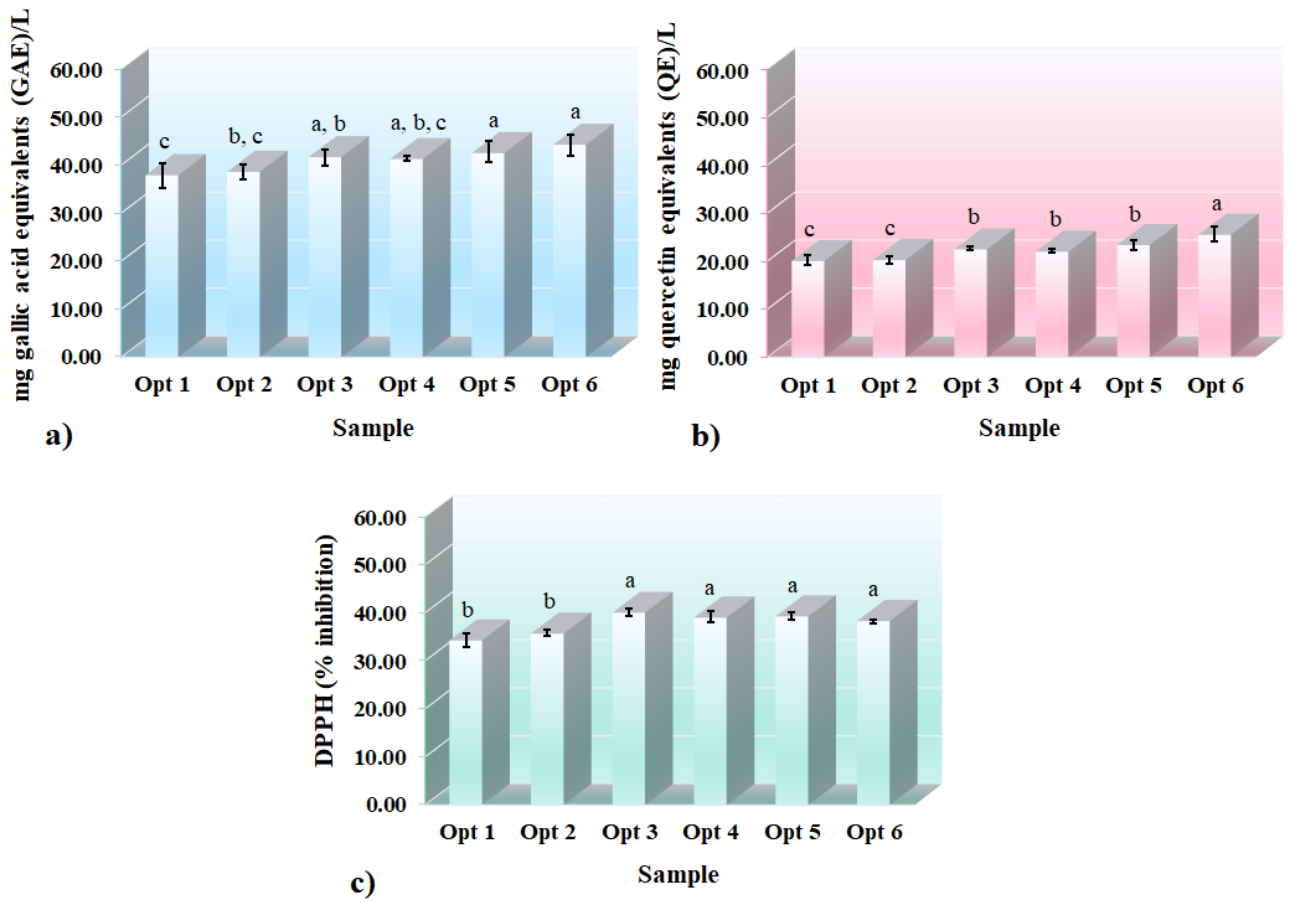 mg gallic acid equivalents (GAE)/L
60.00
50.00
40.00
30.00
20.00
10.00
0.00
c
b, c
a, b
a, b, c
a
a
Opt 1 Opt 2 Opt 3 Opt 4 Opt 5 Opt 6
Sample
a)
mg quercetin equivalents (QE)/L
60.00
50.00
40.00
30.00
20.00
10.00
0.00
c
c
b
b
b
a
Opt 1 Opt 2 Opt 3 Opt 4 Opt 5 Opt 6
Sample
b)
DPPH (% inhibition)
60.00
50.00
40.00
30.00
20.00
10.00
0.00
b
b
a
a
a
a
Opt 1 Opt 2 Opt 3 Opt 4 Opt 5 Opt 6
Sample
c)